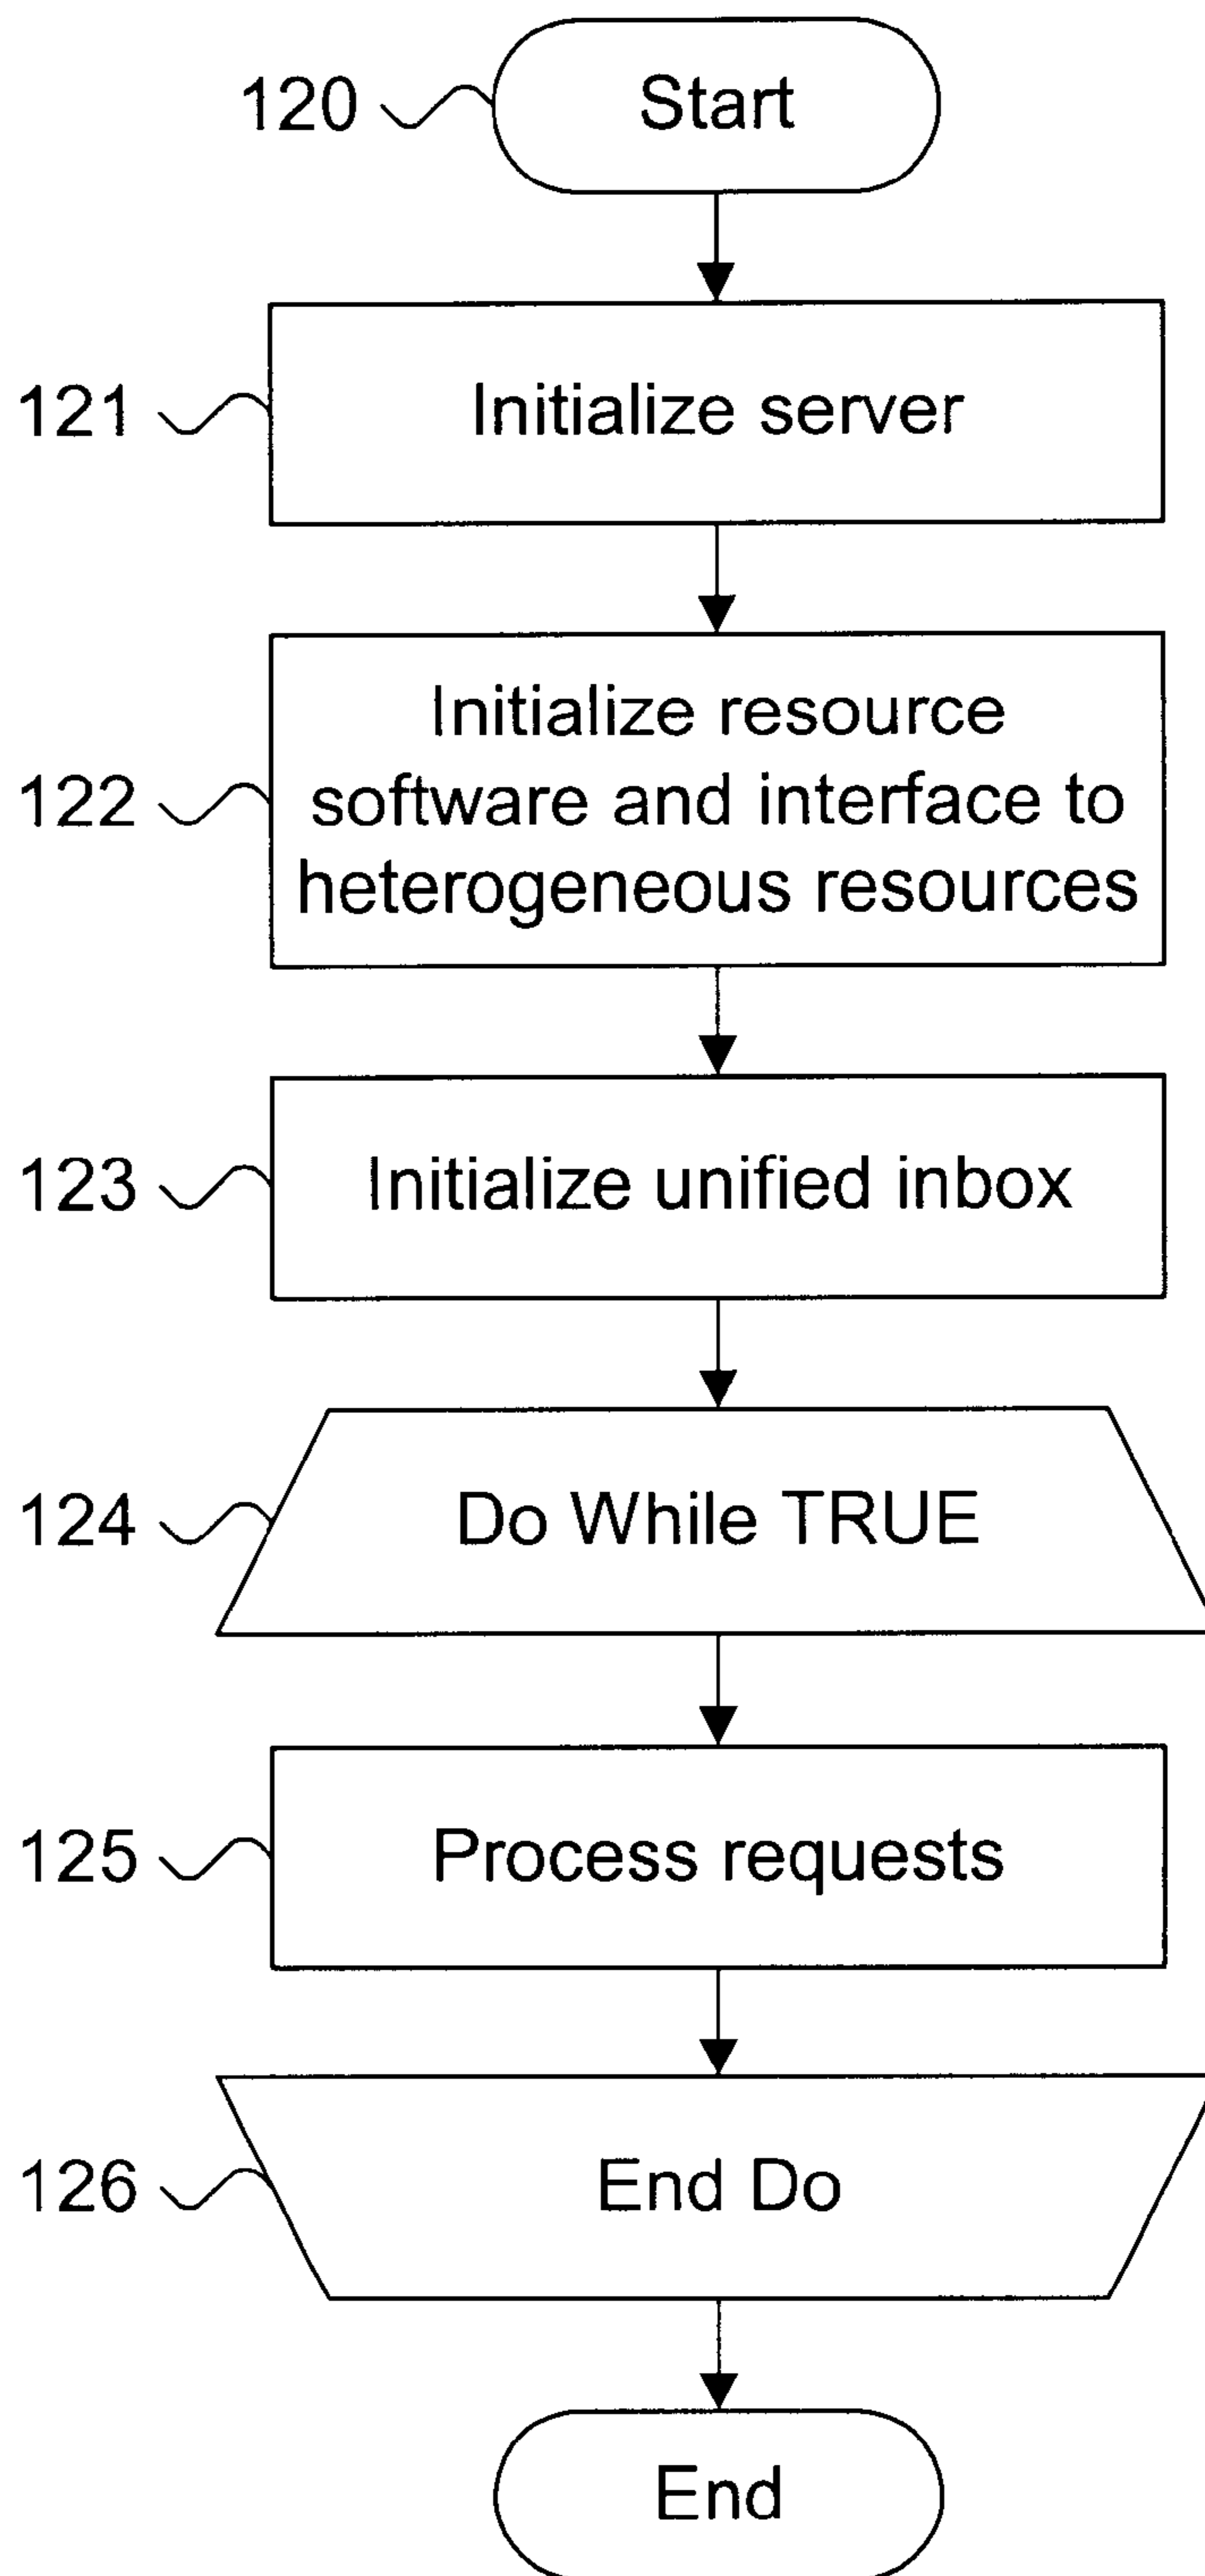 120
Start
121
Initialize server
122
Initialize resource
software and interface to
heterogeneous resources
123
Initialize unified inbox
124
Do While TRUE
125
Process requests
126
End Do
End